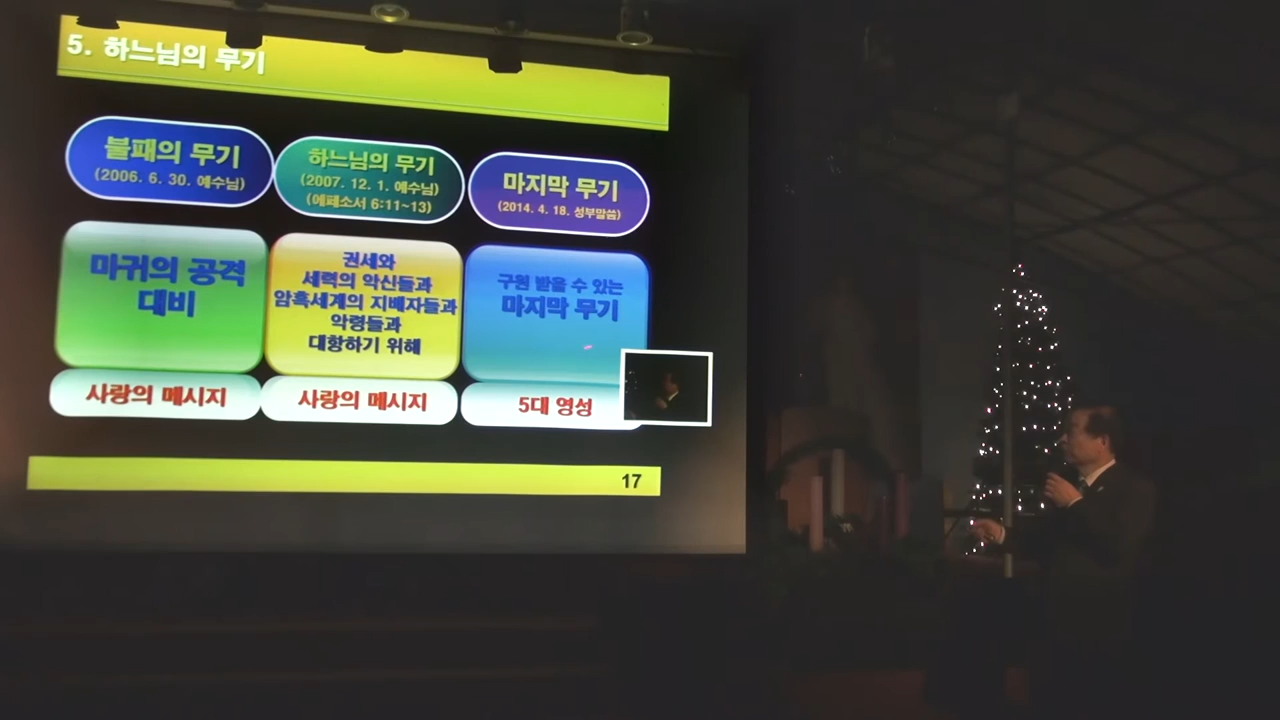 5. 하느님의 무기
불패의 무기
(2006. 6. 30. 예수님)
하느님의 무기
(2007. 12. 1. 예수님)
(에페소서 6:11~13)
마지막 무기
(2014. 4. 18. 성부말씀)
마귀의 공격
대비
권세와
세력의 악신들과
암흑세계의 지배자들과
악령들과
대항하기 위해
구원 받을 수 있는
마지막 무기
사랑의 메시지
사랑의 메시지
5대 영성
17